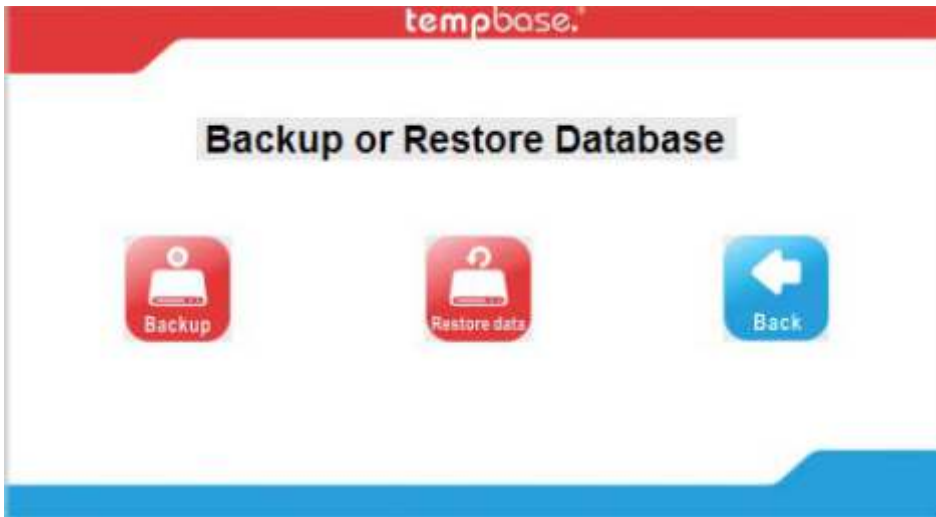 tempbase.
Backup or Restore Database
Backup
Restore data
Back